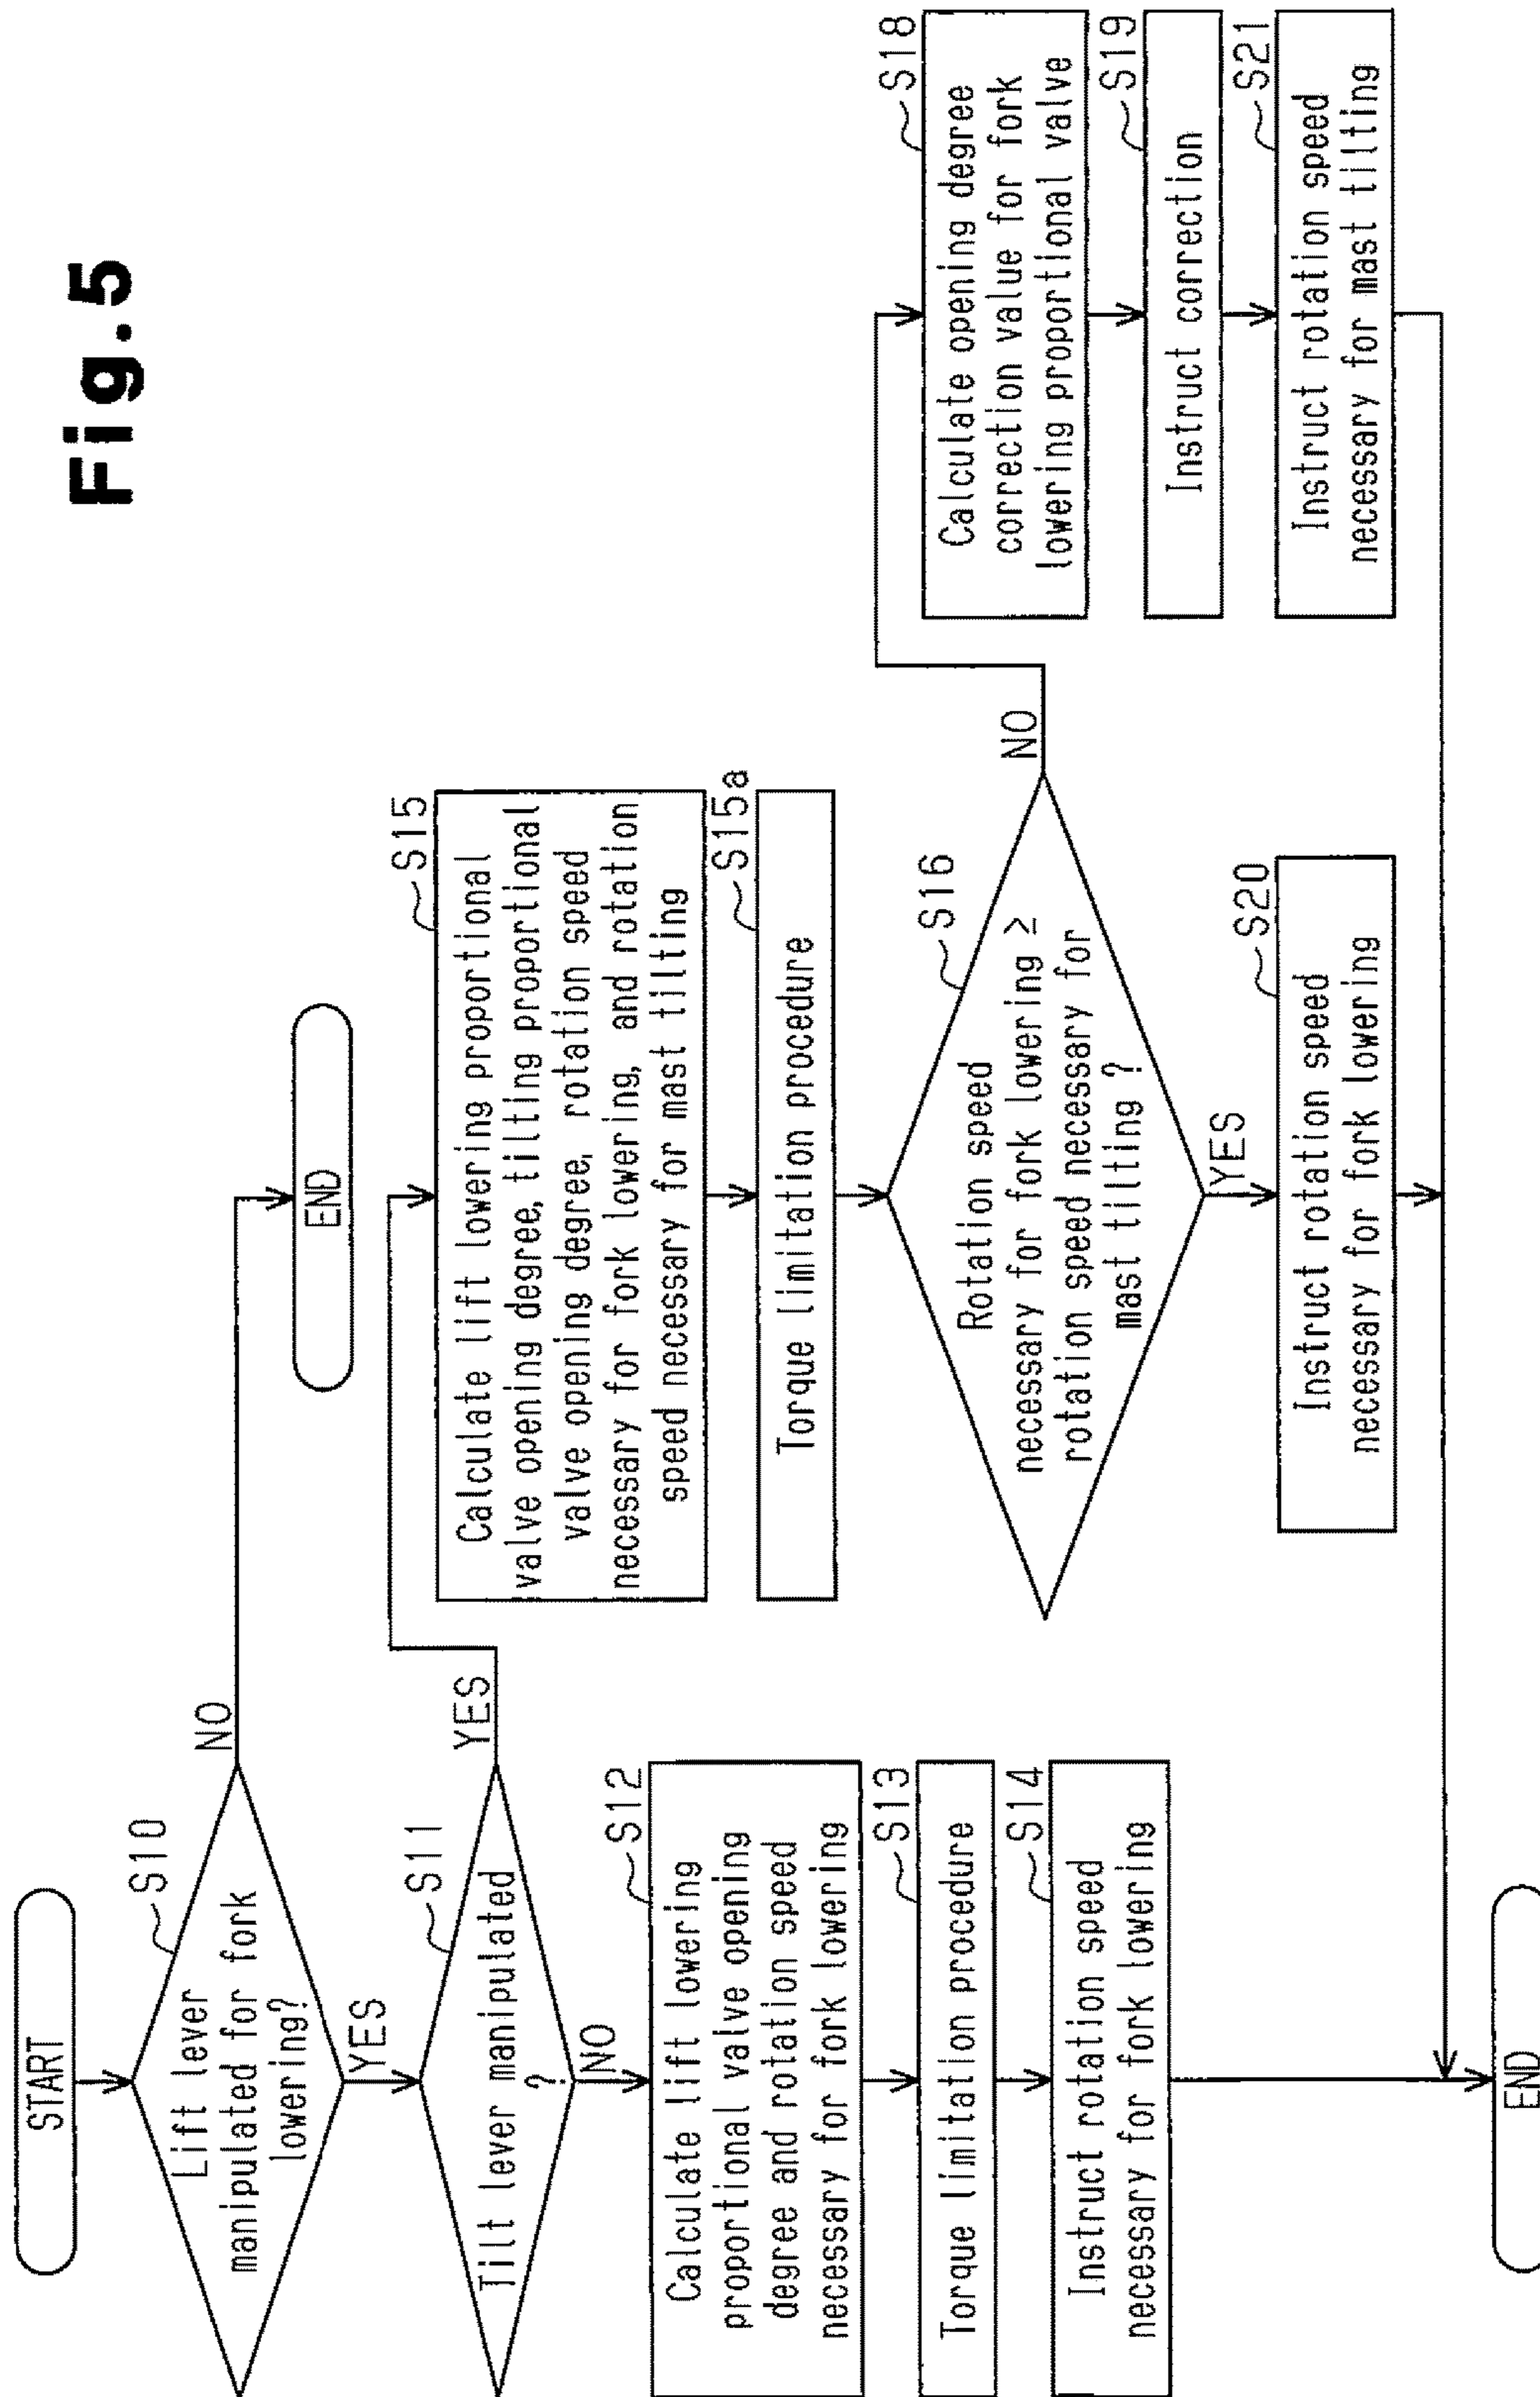 Fig.5
START
S10
Lift lever
manipulated for fork
lowering?
NO
END
YES
S11
Tilt lever manipulated
?
YES
NO
S12
Calculate lift lowering
proportional valve opening
degree and rotation speed
necessary for fork lowering
S13
Torque limitation procedure
S14
Instruct rotation speed
necessary for fork lowering
S15
Calculate lift lowering proportional
valve opening degree, tilting proportional
valve opening degree, rotation speed
necessary for fork lowering, and rotation
speed necessary for mast tilting
S15a
Torque limitation procedure
S16
Rotation speed
necessary for fork lowering ≥
rotation speed necessary for
mast tilting ?
NO
YES
S20
Instruct rotation speed
necessary for fork lowering
S18
Calculate opening degree
correction value for fork
lowering proportional valve
S19
Instruct correction
S21
Instruct rotation speed
necessary for mast tilting
END